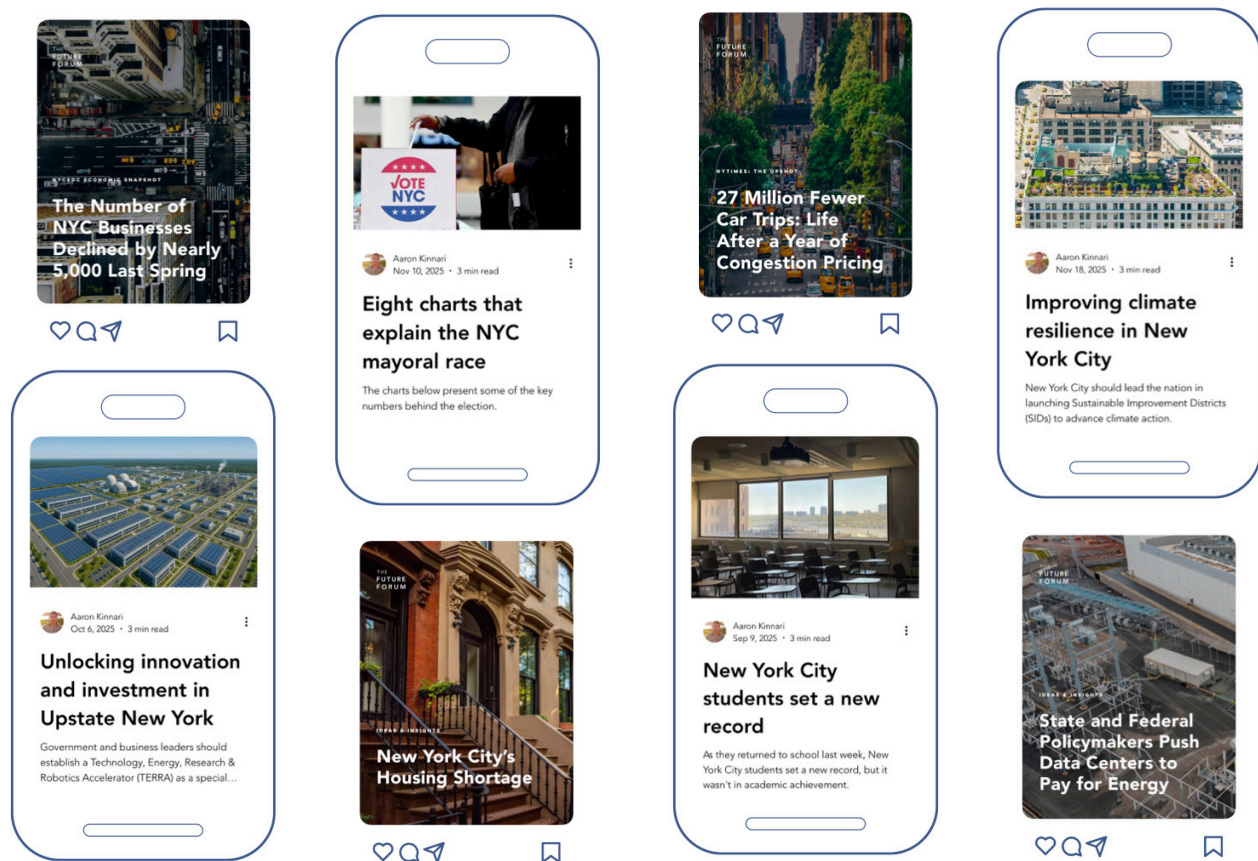 THE
FUTURE
FORUM
NYCEDC ECONOMIC SNAPSHOT
The Number of
NYC Businesses
Declined by Nearly
5,000 Last Spring
Unlocking innovation
and investment in
Upstate New York
Aaron Kinnari
Oct 6, 2025 • 3 min read
Government and business leaders should
establish a Technology, Energy, Research &
Robotics Accelerator (TERRA) as a special...
VOTE
NYC
Aaron Kinnari
Nov 10, 2025 • 3 min read
Eight charts that
explain the NYC
mayoral race
The charts below present some of the key
numbers behind the election.
THE
FUTURE
FORUM
IDEAS & INSIGHTS
New York City's
Housing Shortage
THE
FUTURE
FORUM
NYTIMES: THE UPSHOT
27 Million Fewer
Car Trips: Life
After a Year of
Congestion Pricing
Aaron Kinnari
Sep 9, 2025 • 3 min read
New York City
students set a new
record
As they returned to school last week, New
York City students set a new record, but it
wasn't in academic achievement.
Aaron Kinnari
Nov 18, 2025 • 3 min read
Improving climate
resilience in New
York City
New York City should lead the nation in
launching Sustainable Improvement Districts
(SIDs) to advance climate action.
THE
FUTURE
FORUM
IDEAS & INSIGHTS
State and Federal
Policymakers Push
Data Centers to
Pay for Energy